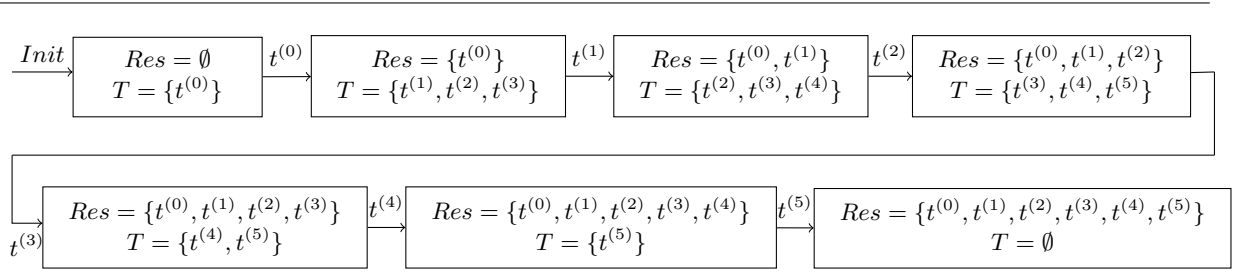 Init
Res = ∅
T = {t^(0)}
t^(0)
Res = {t^(0)}
T = {t^(1), t^(2), t^(3)}
t^(1)
Res = {t^(0), t^(1)}
T = {t^(2), t^(3), t^(4)}
t^(2)
Res = {t^(0), t^(1), t^(2)}
T = {t^(3), t^(4), t^(5)}
t^(3)
Res = {t^(0), t^(1), t^(2), t^(3)}
T = {t^(4), t^(5)}
t^(4)
Res = {t^(0), t^(1), t^(2), t^(3), t^(4)}
T = {t^(5)}
t^(5)
Res = {t^(0), t^(1), t^(2), t^(3), t^(4), t^(5)}
T = ∅